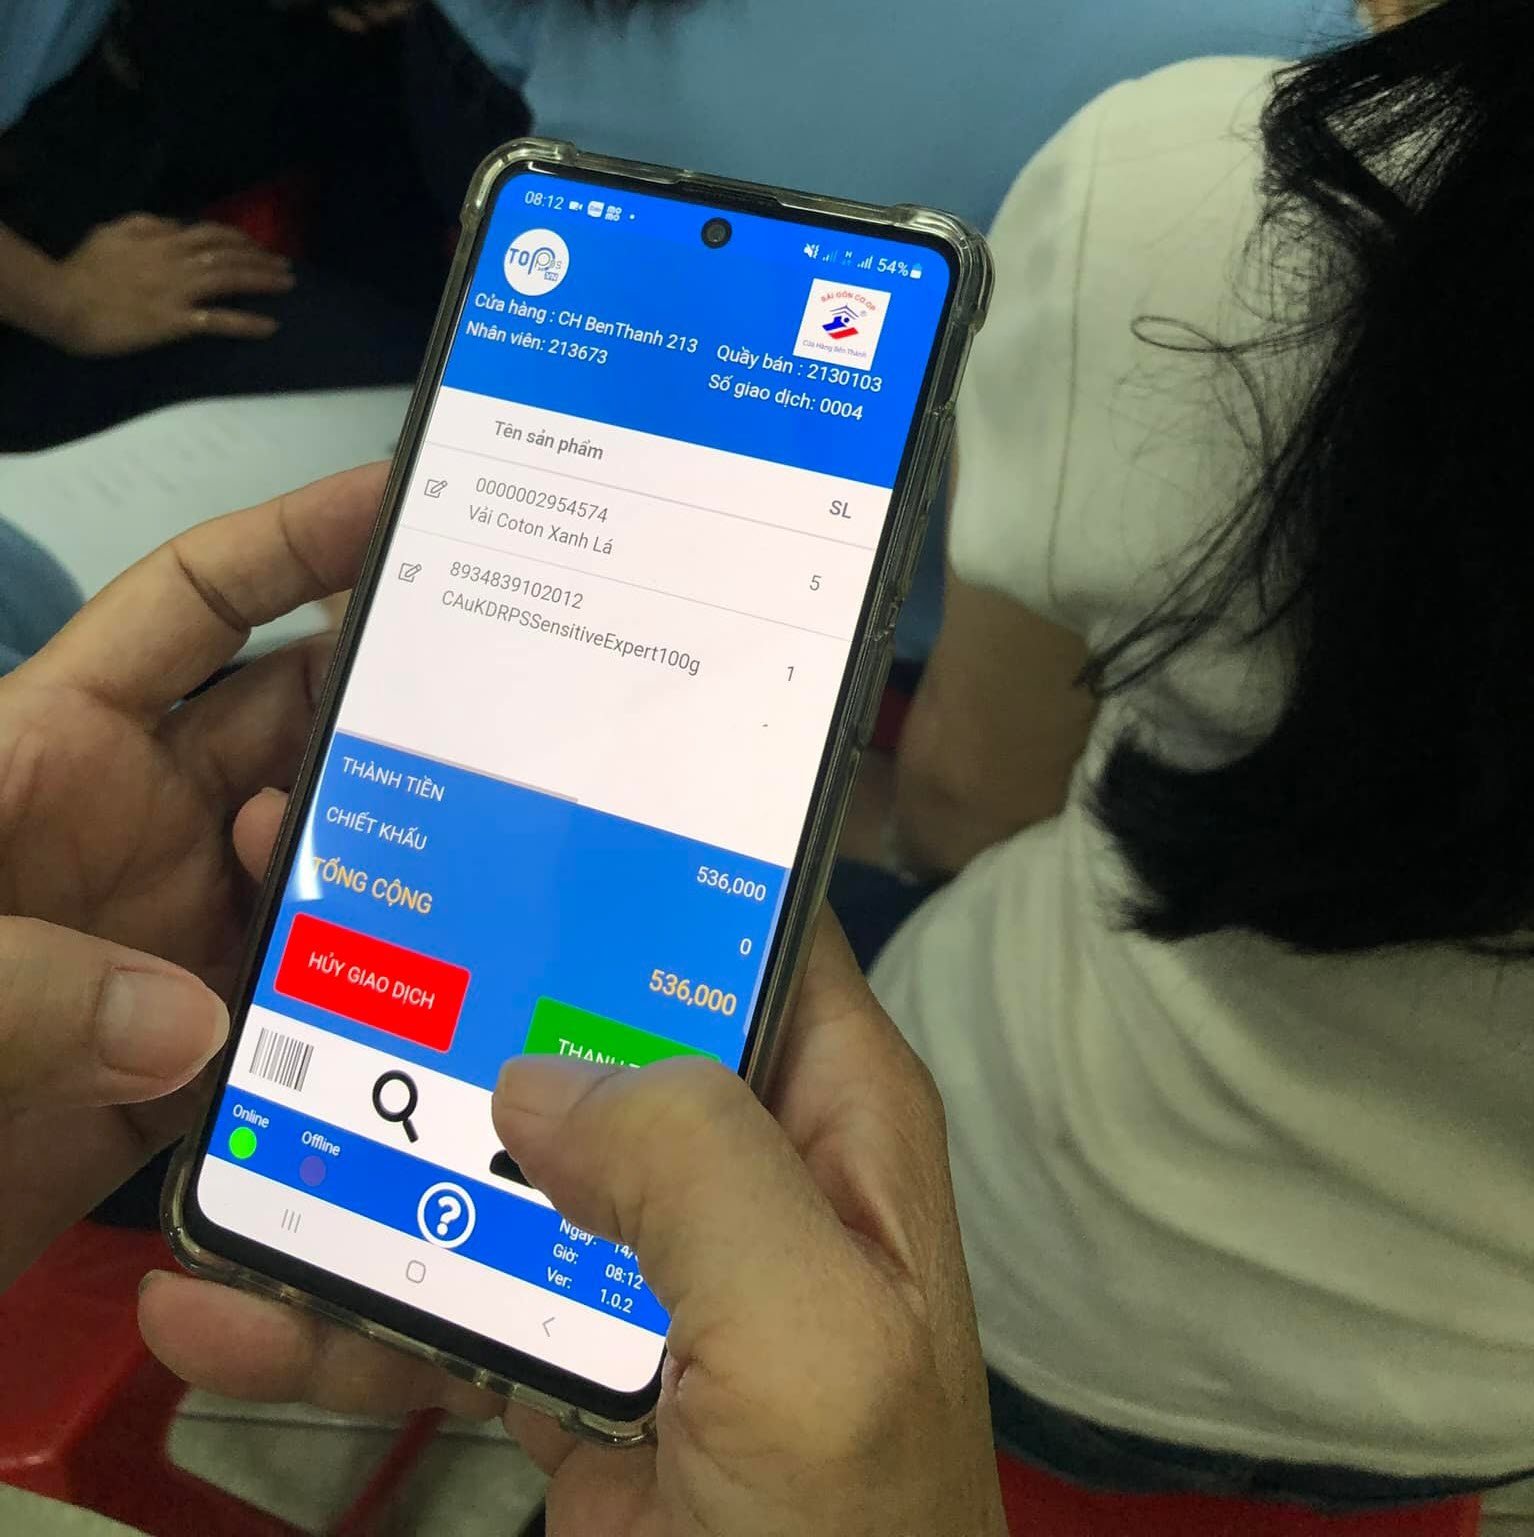 08:12
54%
TOPOS
VN
SÀI GÒN CO.OP
Cửa Hàng Bến Thành
Cửa hàng : CH BenThanh 213
Quầy bán : 2130103
Nhân viên: 213673
Số giao dịch: 0004
Tên sản phẩm SL
0000002954574
Vải Coton Xanh Lá 5
8934839102012
CAuKDRPSSensitiveExpert100g 1
THÀNH TIỀN 536,000
CHIẾT KHẤU 0
TỔNG CỘNG 536,000
HỦY GIAO DỊCH
THANH
Online
Offline
Ngày: 14/
Giờ: 08:12
Ver: 1.0.2